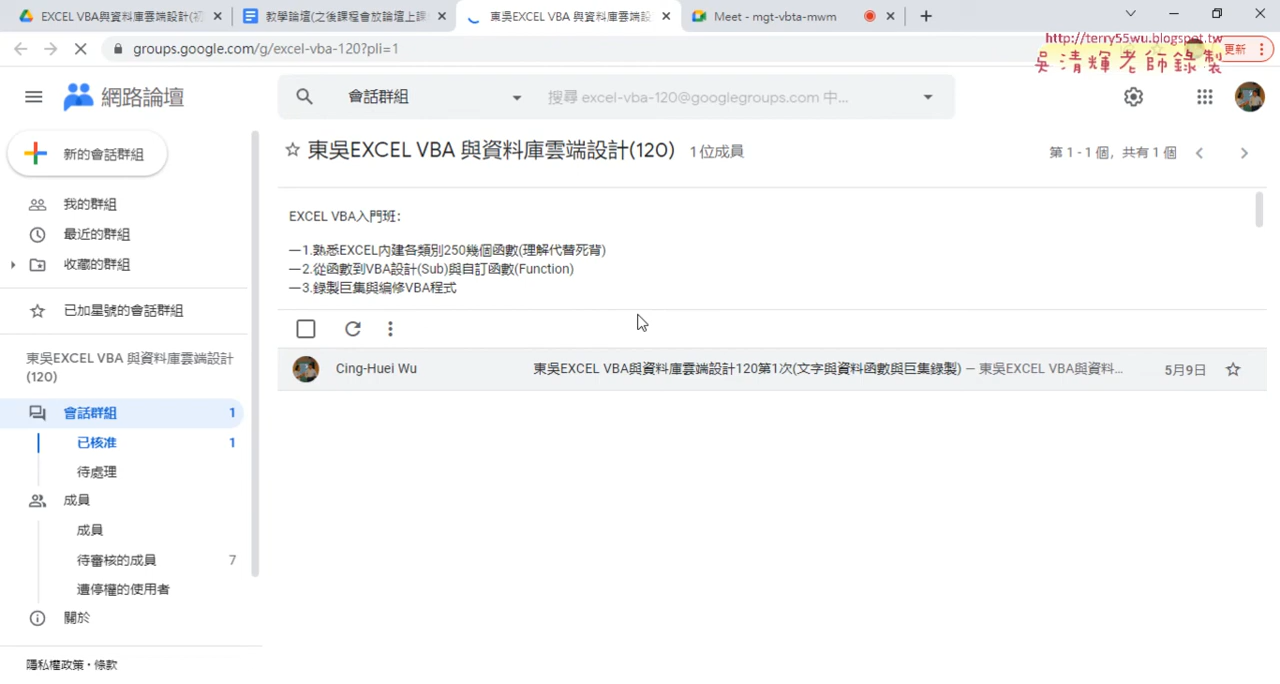 EXCEL VBA與資料庫雲端設計(初
教學論壇(之後課程會放論壇上課
東吳EXCEL VBA 與資料庫雲端設
Meet - mgt-vbta-mwm
groups.google.com/g/excel-vba-120?pli=1
更新
http://terry55wu.blogspot.tw
吳清輝老師錄製
網路論壇
會話群組
搜尋 excel-vba-120@googlegroups.com 中...
新的會話群組
東吳EXCEL VBA 與資料庫雲端設計(120)
1 位成員
第 1 - 1 個，共有 1 個
我的群組
最近的群組
收藏的群組
已加星號的會話群組
東吳EXCEL VBA 與資料庫雲端設計
(120)
會話群組 1
已核准 1
待處理
成員
成員
待審核的成員 7
遭停權的使用者
關於
隱私權政策・條款
EXCEL VBA入門班:
一1.熟悉EXCEL內建各類別250幾個函數(理解代替死背)
一2.從函數到VBA設計(Sub)與自訂函數(Function)
一3.錄製巨集與編修VBA程式
Cing-Huei Wu
東吳EXCEL VBA與資料庫雲端設計120第1次(文字與資料函數與巨集錄製) — 東吳EXCEL VBA與資料...
5月9日